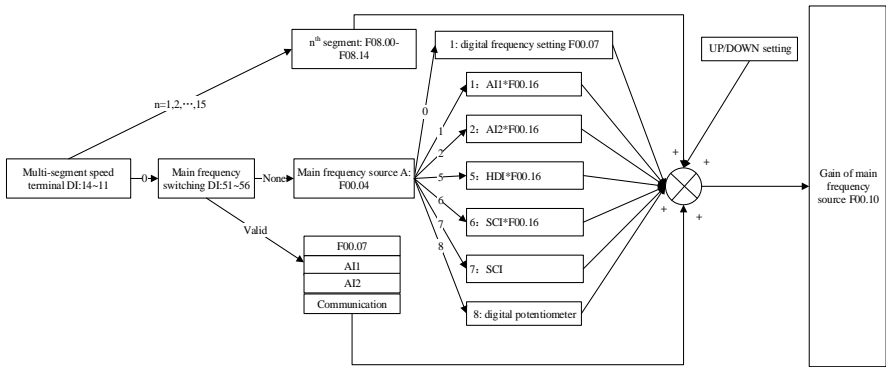 nth segment: F08.00-
F08.14
1: digital frequency setting F00.07
UP/DOWN setting
n=1,2,⋯,15
0
1：AI1*F00.16
1
2：AI2*F00.16
2
+
+
Multi-segment speed
terminal DI:14~11
0
Main frequency
switching DI:51~56
None
Main frequency source A:
F00.04
5
5：HDI*F00.16
Gain of main
frequency
source F00.10
6
6：SCI*F00.16
+
+
7
Valid
F00.07
AI1
AI2
Communication
7：SCI
8
8: digital potentiometer